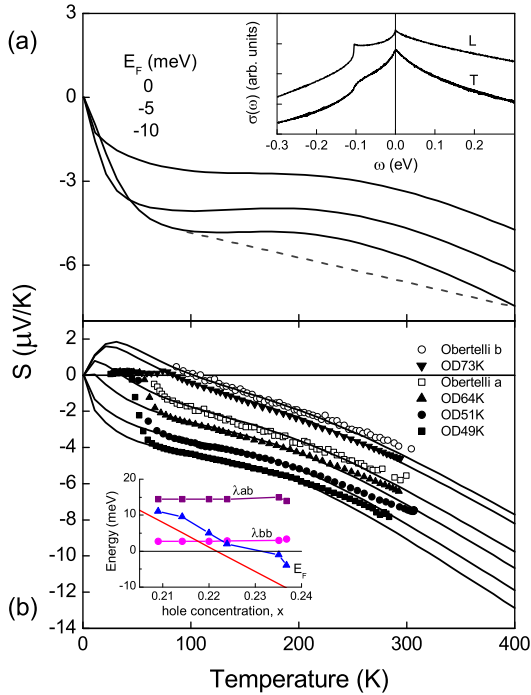 (a)
E_F (meV)
0
-5
-10
L
T
σ(ω) (arb. units)
-0.3 -0.2 -0.1 0.0 0.1 0.2
ω (eV)
0
-3
-6
S (μV/K)
2
0
-2
-4
-6
-8
-10
-12
-14
Obertelli b
OD73K
Obertelli a
OD64K
OD51K
OD49K
20
10
0
-10
Energy (meV)
λab
λbb
E_F
0.21 0.22 0.23 0.24
hole concentration, x
(b)
0 100 200 300 400
Temperature (K)